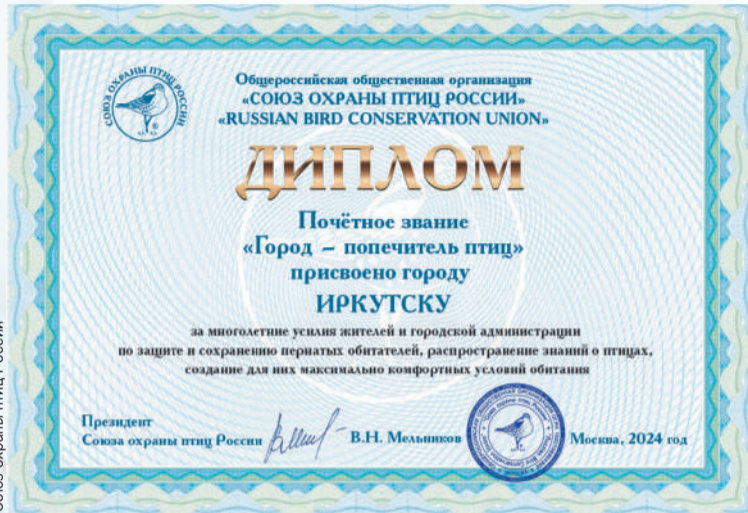 СОЮЗ ОХРАНЫ ПТИЦ РОССИИ
Общероссийская общественная организация
«СОЮЗ ОХРАНЫ ПТИЦ РОССИИ»
«RUSSIAN BIRD CONSERVATION UNION»
ДИПЛОМ
Почётное звание
«Город – попечитель птиц»
присвоено городу
ИРКУТСКУ
за многолетние усилия жителей и городской администрации
по защите и сохранению пернатых обитателей, распространение знаний о птицах,
создание для них максимально комфортных условий обитания
Президент
Союза охраны птиц России
В.Н. Мельников
Москва, 2024 год